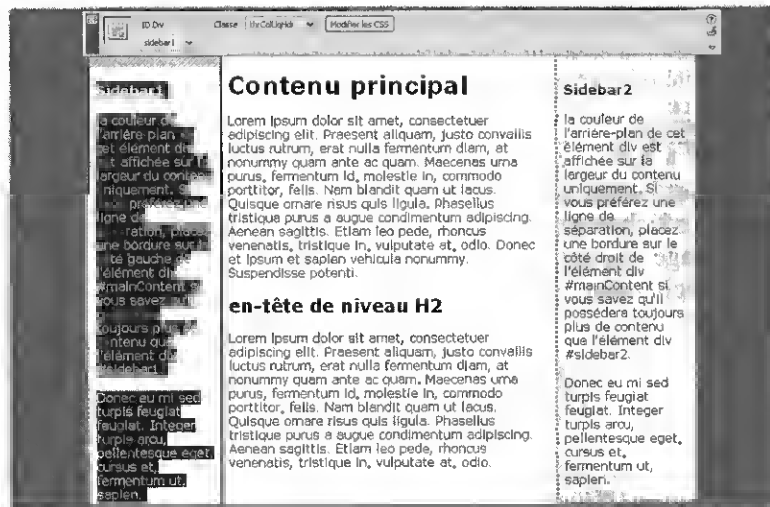 ID Div
Classe thrColLiqHdr Modifier les CSS
sidebar1
Sidebar1
la couleur de
l'arrière-plan
cet élément d
t affichée sur
largeur du conten
niquement. S
préférez
ligne de
ration, place
une bordure sur
té gauche
l'élément div
#mainContent si
vous savez
toujours plus
ntenu que
l'élément div
#sidebar1.
Donec eu mi sed
turpis feugiat
feugiat. Integer
turpis arcu,
pellentesque eget,
cursus et,
fermentum ut,
sapien.
Contenu principal
Lorem ipsum dolor sit amet, consectetuer
adipiscing elit. Praesent aliquam, justo convallis
luctus rutrum, erat nulla fermentum diam, at
nonummy quam ante ac quam. Maecenas urna
purus, fermentum id, molestie in, commodo
porttitor, felis. Nam blandit quam ut lacus.
Quisque ornare risus quis ligula. Phasellus
tristique purus a augue condimentum adipiscing.
Aenean sagittis. Etiam leo pede, rhoncus
venenatis, tristique in, vulputate at, odio. Donec
et ipsum et sapien vehicula nonummy.
Suspendisse potenti.
en-tête de niveau H2
Lorem ipsum dolor sit amet, consectetuer
adipiscing elit. Praesent aliquam, justo convallis
luctus rutrum, erat nulla fermentum diam, at
nonummy quam ante ac quam. Maecenas urna
purus, fermentum id, molestie in, commodo
porttitor, felis. Nam blandit quam ut lacus.
Quisque ornare risus quis ligula. Phasellus
tristique purus a augue condimentum adipiscing.
Aenean sagittis. Etiam leo pede, rhoncus
venenatis, tristique in, vulputate at, odio.
Sidebar2
la couleur de
l'arrière-plan de cet
élément div est
affichée sur la
largeur du contenu
uniquement. Si
vous préférez une
ligne de
séparation, placez
une bordure sur le
côté droit de
l'élément div
#mainContent si
vous savez qu'il
possédera toujours
plus de contenu
que l'élément div
#sidebar2.
Donec eu mi sed
turpis feugiat
feugiat. Integer
turpis arcu,
pellentesque eget,
cursus et,
fermentum ut,
sapien.